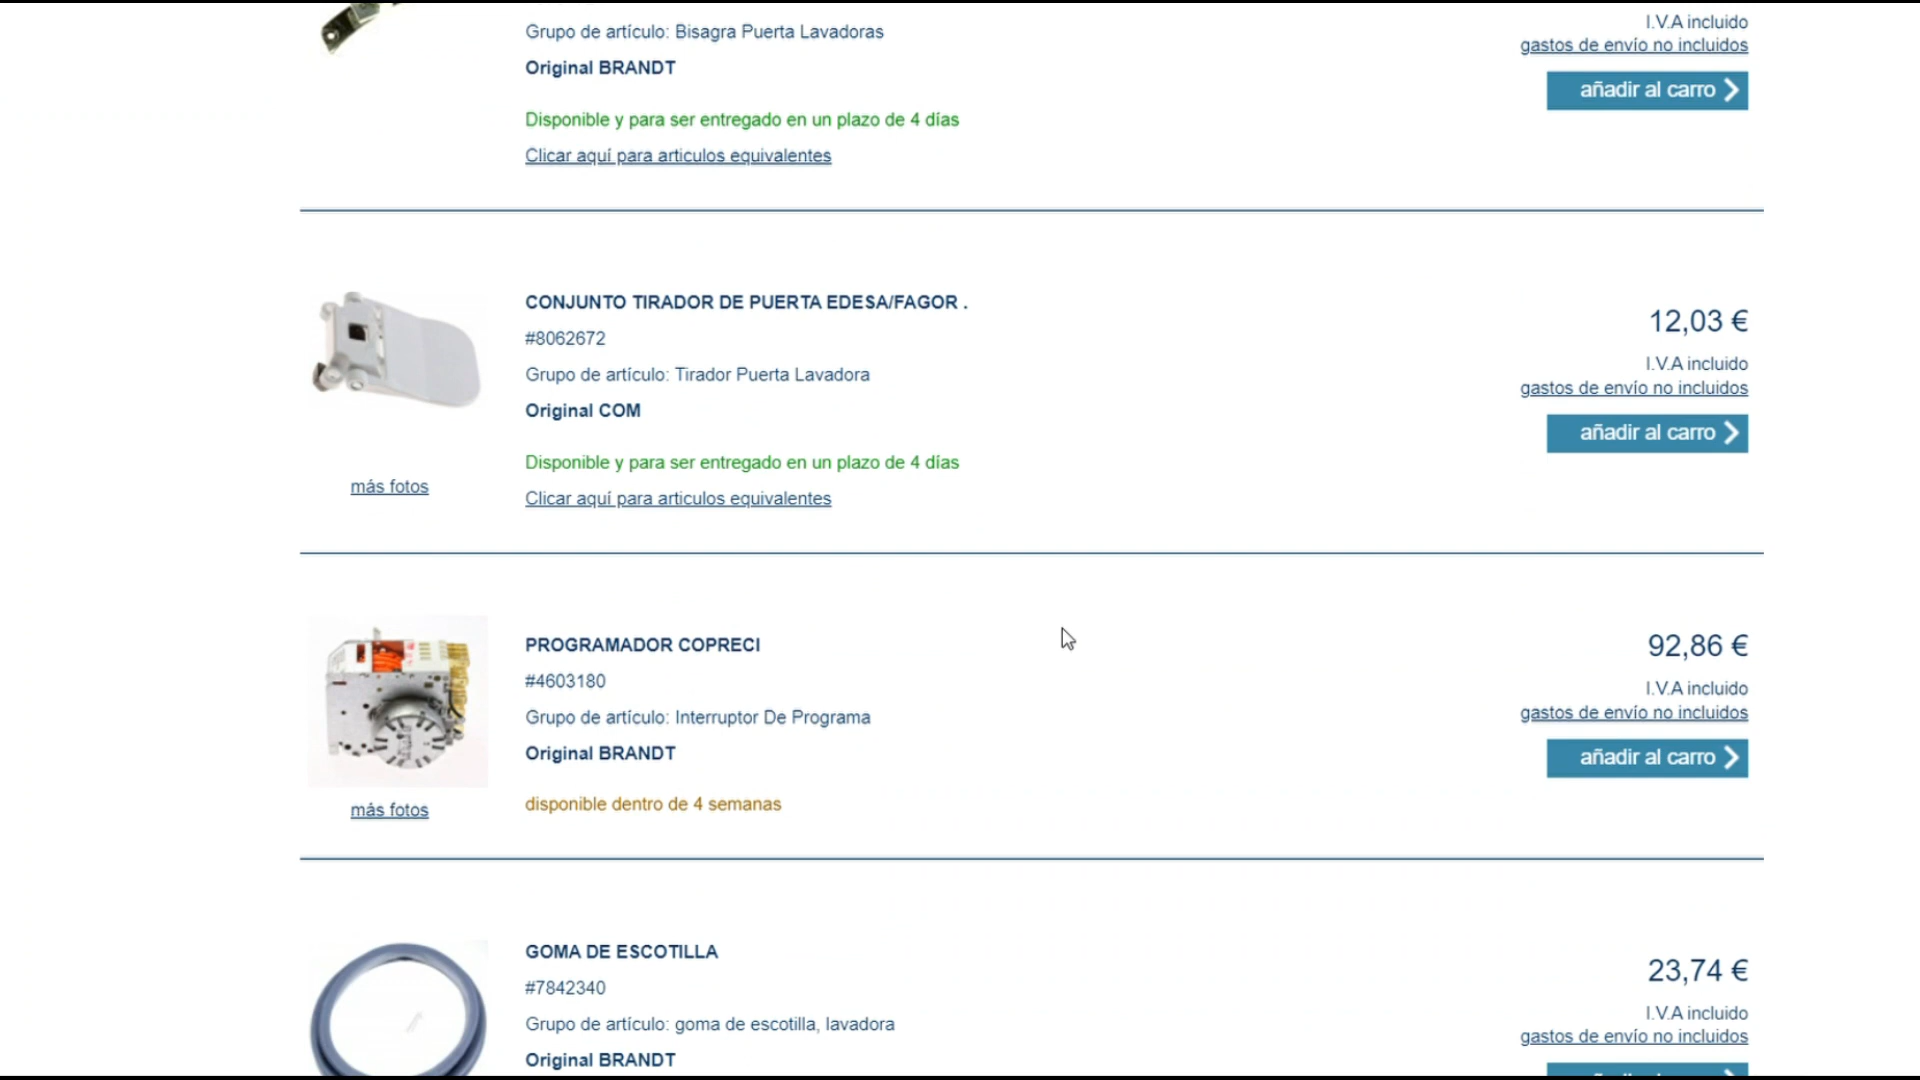 Grupo de artículo: Bisagra Puerta Lavadoras
Original BRANDT
Disponible y para ser entregado en un plazo de 4 días
Clicar aquí para articulos equivalentes
I.V.A incluido
gastos de envío no incluidos
añadir al carro
CONJUNTO TIRADOR DE PUERTA EDESA/FAGOR .
#8062672
Grupo de artículo: Tirador Puerta Lavadora
Original COM
Disponible y para ser entregado en un plazo de 4 días
Clicar aquí para articulos equivalentes
más fotos
12,03 €
I.V.A incluido
gastos de envío no incluidos
añadir al carro
PROGRAMADOR COPRECI
#4603180
Grupo de artículo: Interruptor De Programa
Original BRANDT
disponible dentro de 4 semanas
más fotos
92,86 €
I.V.A incluido
gastos de envío no incluidos
añadir al carro
GOMA DE ESCOTILLA
#7842340
Grupo de artículo: goma de escotilla, lavadora
Original BRANDT
23,74 €
I.V.A incluido
gastos de envío no incluidos